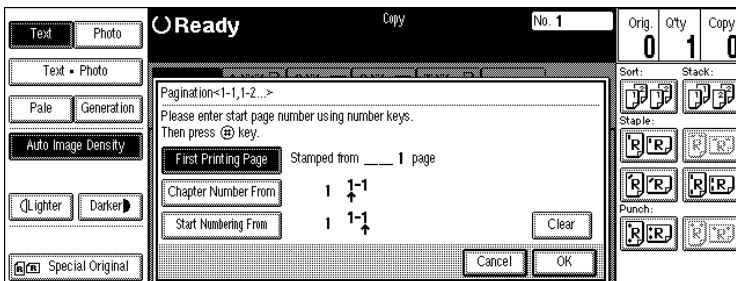 Text
Photo
Text • Photo
Pale
Generation
Auto Image Density
Lighter
Darker
Special Original
Ready
Copy
No. 1
Pagination<1-1,1-2...>
Please enter start page number using number keys.
Then press # key.
First Printing Page
Stamped from ____ 1 page
Chapter Number From
1 1-1
Start Numbering From
1 1-1
Clear
Cancel
OK
Orig. Q'ty Copy
0 1 0
Sort: Stack:
Staple:
Punch: